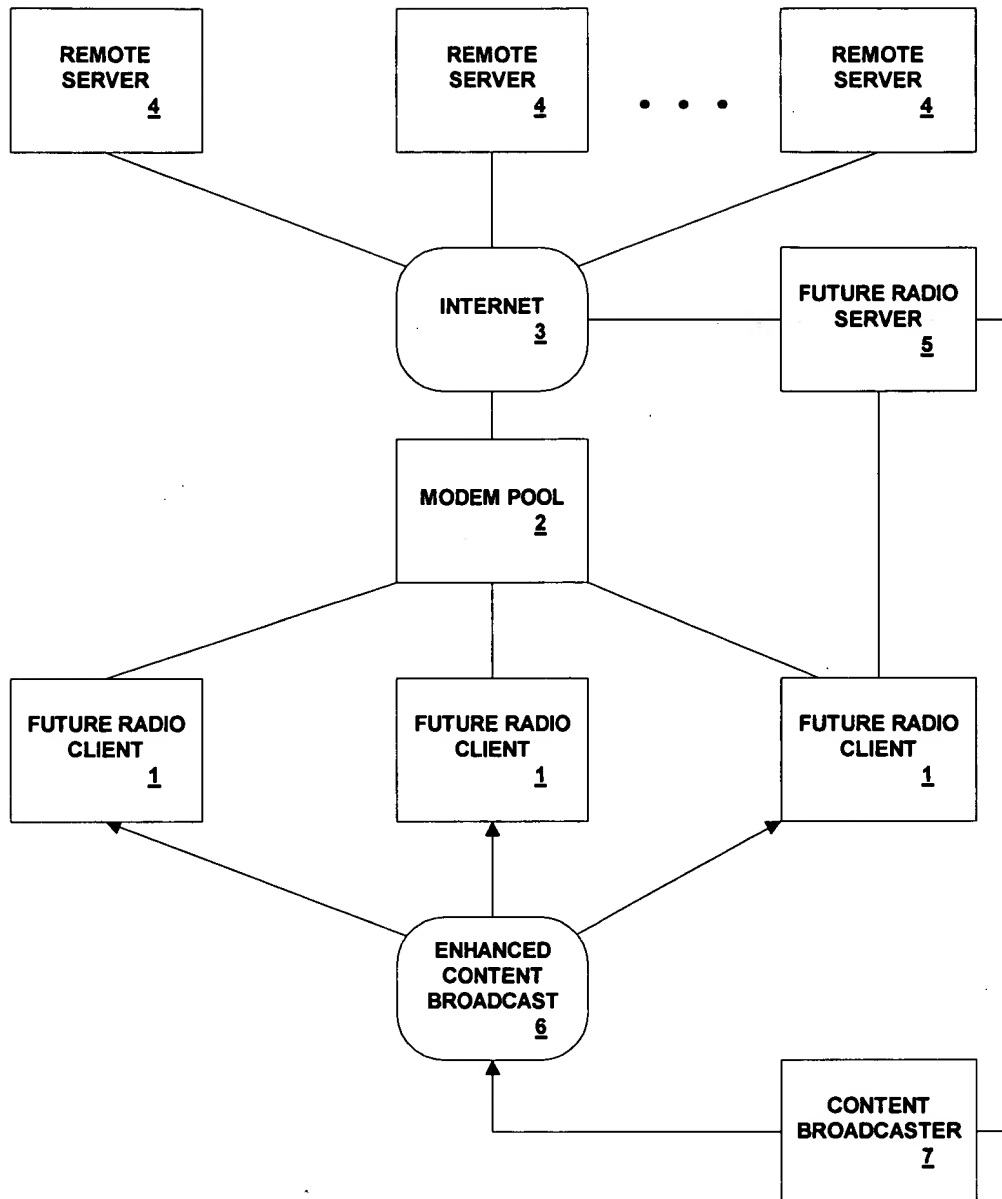 REMOTE
SERVER
4
REMOTE
SERVER
4
REMOTE
SERVER
4
INTERNET
3
FUTURE RADIO
SERVER
5
MODEM POOL
2
FUTURE RADIO
CLIENT
1
FUTURE RADIO
CLIENT
1
FUTURE RADIO
CLIENT
1
ENHANCED
CONTENT
BROADCAST
6
CONTENT
BROADCASTER
7